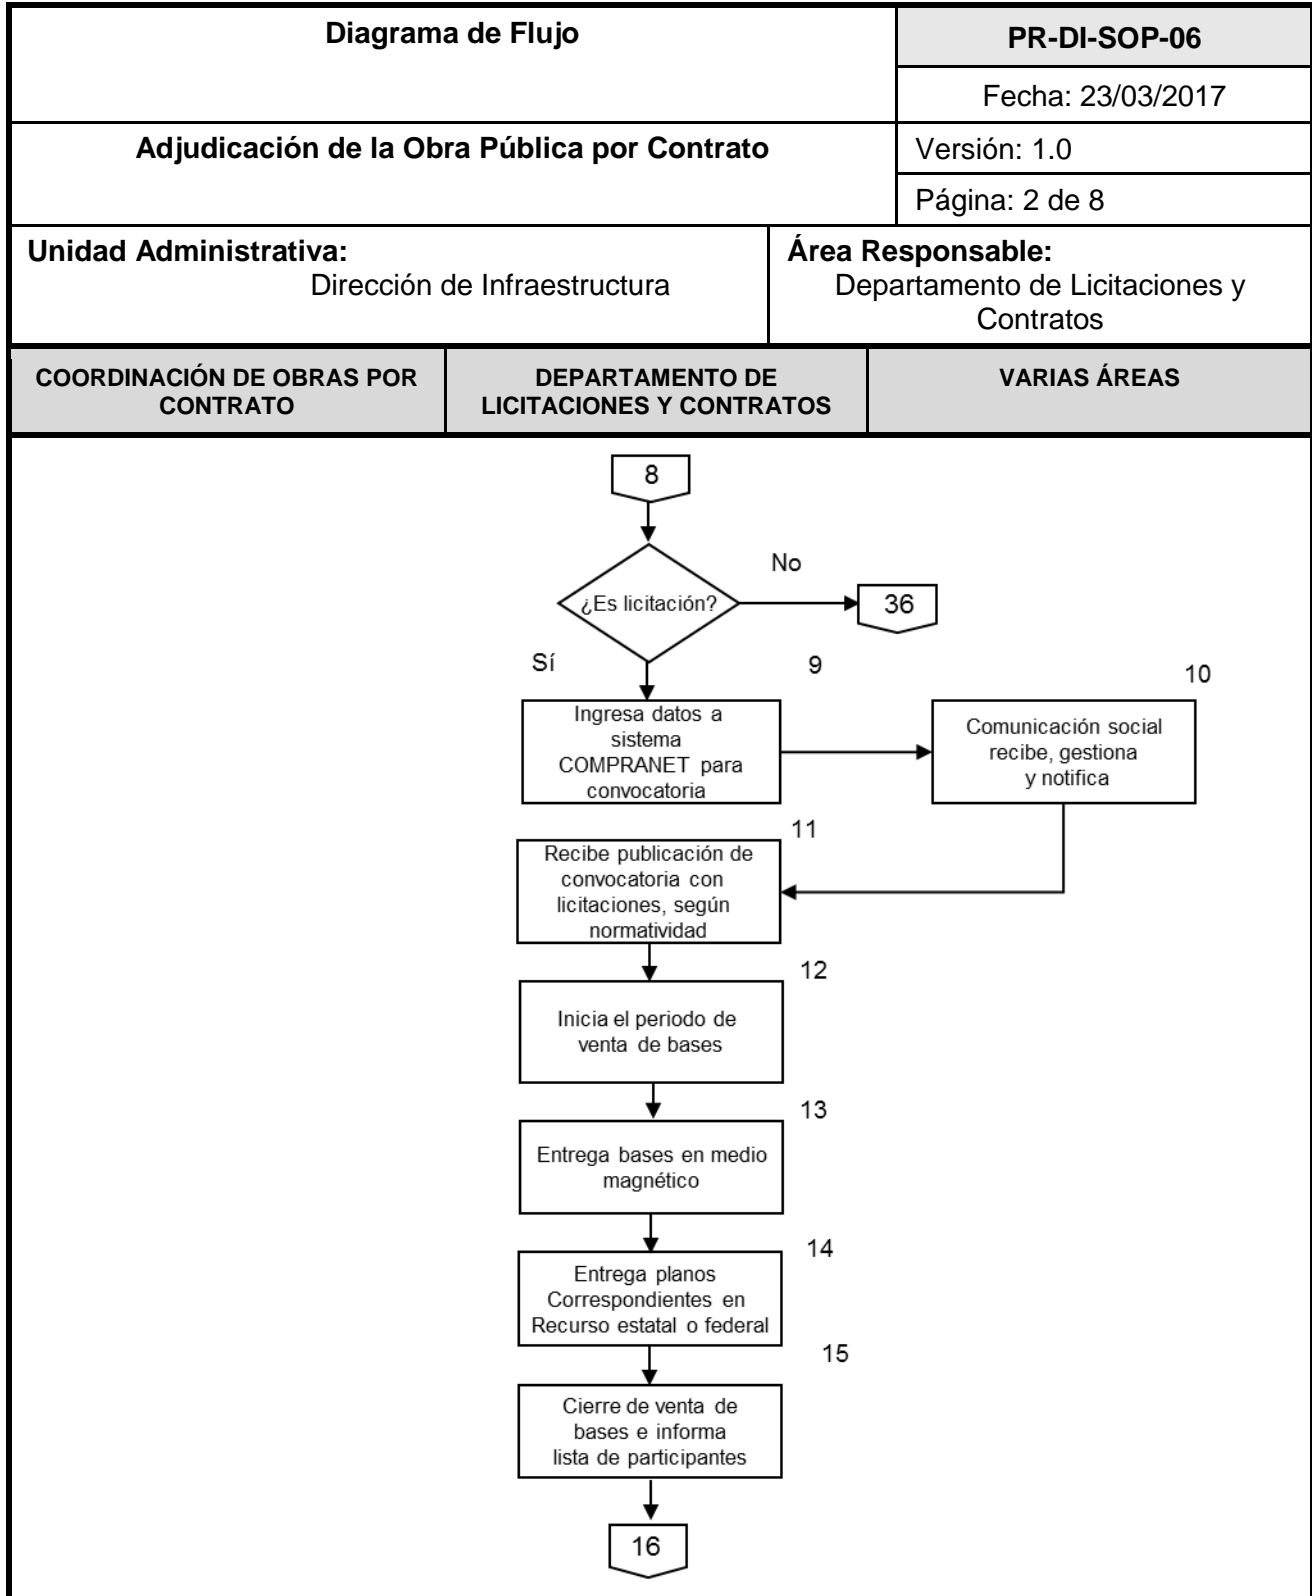 Diagrama de Flujo
PR-DI-SOP-06
Fecha: 23/03/2017
Adjudicación de la Obra Pública por Contrato
Versión: 1.0
Página: 2 de 8
Unidad Administrativa:
Dirección de Infraestructura
Área Responsable:
Departamento de Licitaciones y
Contratos
COORDINACIÓN DE OBRAS POR
CONTRATO
DEPARTAMENTO DE
LICITACIONES Y CONTRATOS
VARIAS ÁREAS
8
¿Es licitación?
No
36
Sí
9
Ingresa datos a
sistema
COMPRANET para
convocatoria
10
Comunicación social
recibe, gestiona
y notifica
11
Recibe publicación de
convocatoria con
licitaciones, según
normatividad
12
Inicia el periodo de
venta de bases
13
Entrega bases en medio
magnético
14
Entrega planos
Correspondientes en
Recurso estatal o federal
15
Cierre de venta de
bases e informa
lista de participantes
16